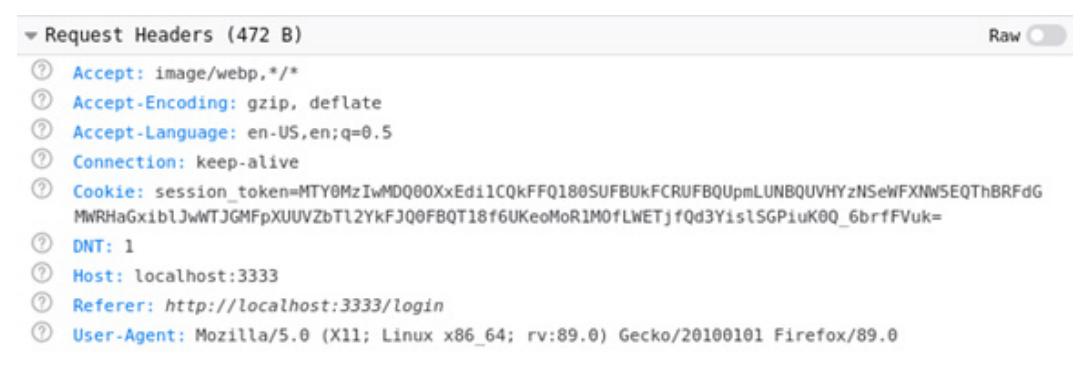 Request Headers (472 B) Raw
Accept: image/webp,*/*
Accept-Encoding: gzip, deflate
Accept-Language: en-US,en;q=0.5
Connection: keep-alive
Cookie: session_token=MTY0MzIwMDQ0OXxEdi1CQkFFQ180SUFBUkFCRUFBQUpmLUNBQUVHYzNSeWFXNW5EQThBRFdG
MWRHaGxiblJwWTJGMFpXUUVZbTl2YkFJQ0FBQT18f6UKeoMoR1MOfLWETjfQd3YislSGPiuK0Q_6brfFVuk=
DNT: 1
Host: localhost:3333
Referer: http://localhost:3333/login
User-Agent: Mozilla/5.0 (X11; Linux x86_64; rv:89.0) Gecko/20100101 Firefox/89.0